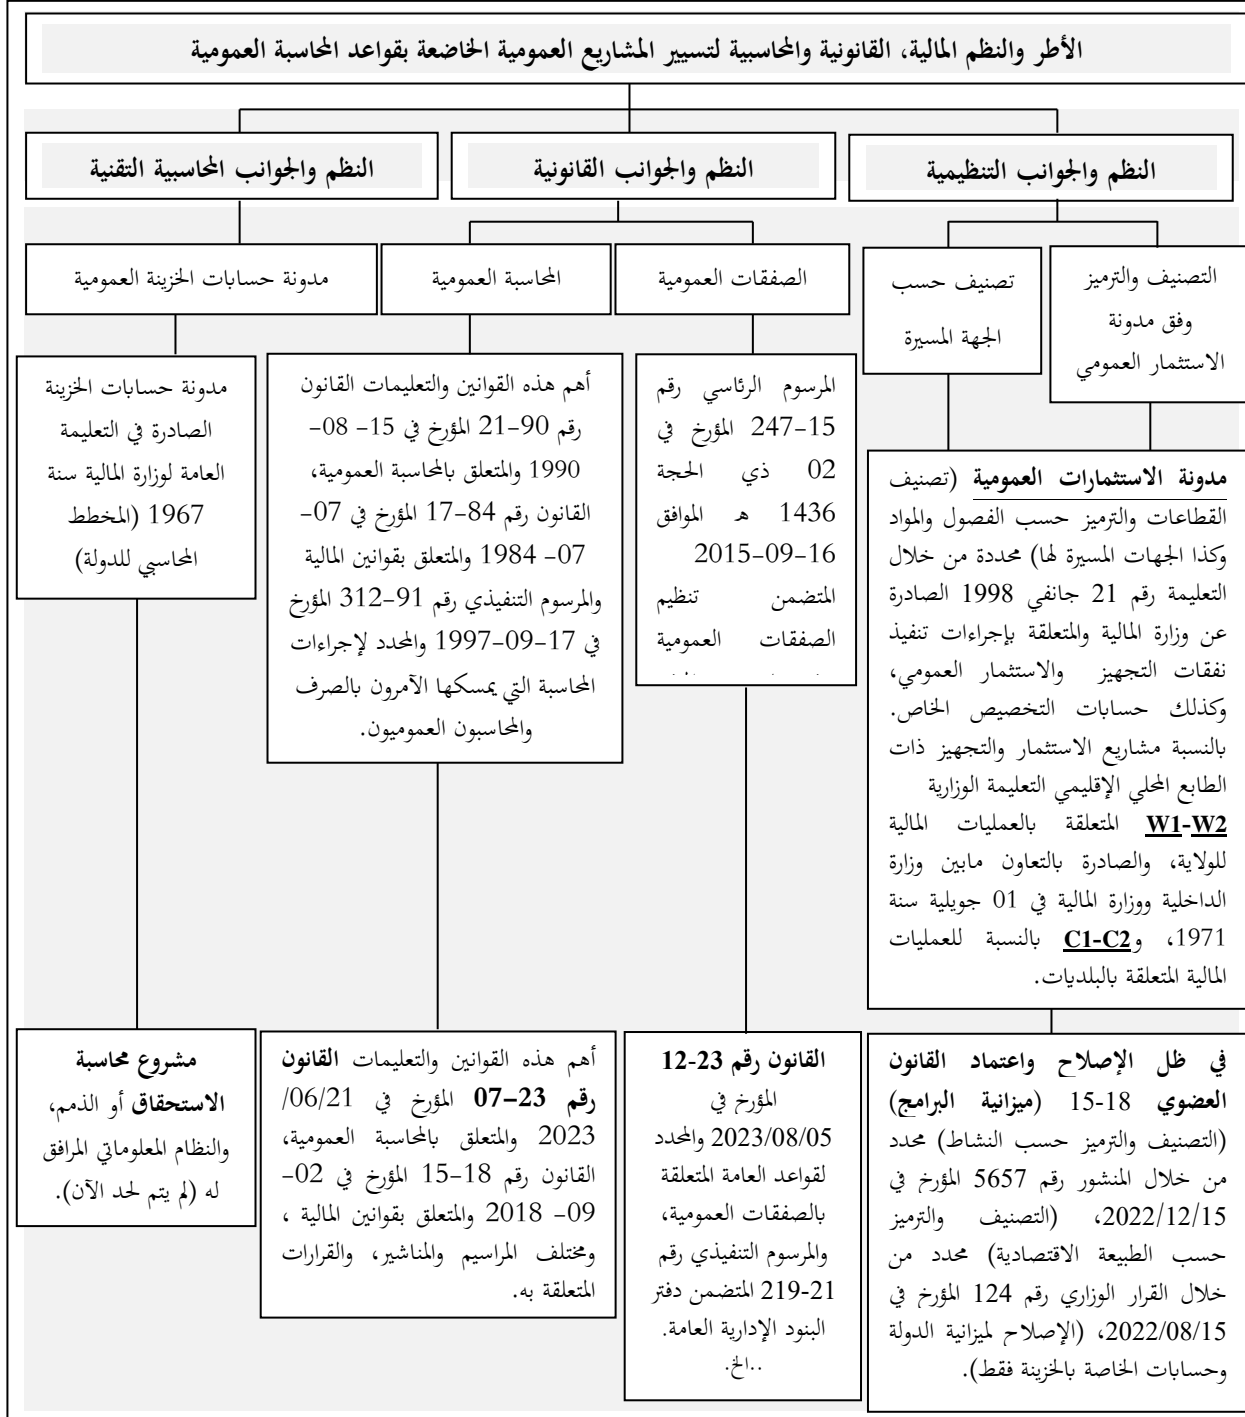 الأطر والنظم المالية، القانونية والمحاسبية لتسيير المشاريع العمومية الخاضعة بقواعد المحاسبة العمومية
النظم والجوانب التنظيمية
النظم والجوانب القانونية
النظم والجوانب المحاسبية التقنية
التصنيف والترميز
وفق مدونة
الاستثمار العمومي
تصنيف حسب
الجهة المسيرة
الصفقات العمومية
المحاسبة العمومية
مدونة حسابات الخزينة العمومية
مدونة الاستثمارات العمومية (تصنيف
القطاعات والترميز حسب الفصول والمواد
وكذا الجهات المسيرة لها) محددة من خلال
التعليمة رقم 21 جانفي 1998 الصادرة
عن وزارة المالية والمتعلقة بإجراءات تنفيذ
نفقات التجهيز والاستثمار العمومي،
وكذلك حسابات التخصيص الخاص.
بالنسبة مشاريع الاستثمار والتجهيز ذات
الطابع المحلي الإقليمي التعليمة الوزارية
W1-W2 المتعلقة بالعمليات المالية
للولاية، والصادرة بالتعاون مابين وزارة
الداخلية ووزارة المالية في 01 جويلية سنة
1971، وC1-C2 بالنسبة للعمليات
المالية المتعلقة بالبلديات.
المرسوم الرئاسي رقم
15-247 المؤرخ في
02 ذي الحجة
1436 هـ الموافق
16-09-2015
المتضمن تنظيم
الصفقات العمومية
أهم هذه القوانين والتعليمات القانون
رقم 90-21 المؤرخ في 15- 08-
1990 والمتعلق بالمحاسبة العمومية،
القانون رقم 84-17 المؤرخ في 07-
07- 1984 والمتعلق بقوانين المالية
والمرسوم التنفيذي رقم 91-312 المؤرخ
في 17-09-1997 والمحدد لإجراءات
المحاسبة التي يمسكها الآمرون بالصرف
والمحاسبون العموميون.
مدونة حسابات الخزينة
الصادرة في التعليمة
العامة لوزارة المالية سنة
1967 (المخطط
المحاسبي للدولة)
في ظل الإصلاح واعتماد القانون
العضوي 18-15 (ميزانية البرامج)
(التصنيف والترميز حسب النشاط) محدد
من خلال المنشور رقم 5657 المؤرخ في
2022/12/15، (التصنيف والترميز
حسب الطبيعة الاقتصادية) محدد من
خلال القرار الوزاري رقم 124 المؤرخ في
2022/08/15، (الإصلاح لميزانية الدولة
وحسابات الخاصة بالخزينة فقط).
القانون رقم 23-12
المؤرخ في
2023/08/05 والمحدد
لقواعد العامة المتعلقة
بالصفقات العمومية،
والمرسوم التنفيذي رقم
21-219 المتضمن دفتر
البنود الإدارية العامة.
..الخ.
أهم هذه القوانين والتعليمات القانون
رقم 23-07 المؤرخ في 06/21/
2023 والمتعلق بالمحاسبة العمومية،
القانون رقم 18-15 المؤرخ في 02-
09- 2018 والمتعلق بقوانين المالية ،
ومختلف المراسيم والمناشير، والقرارات
المتعلقة به.
مشروع محاسبة
الاستحقاق أو الذمم،
والنظام المعلوماتي المرافق
له (لم يتم لحد الآن).